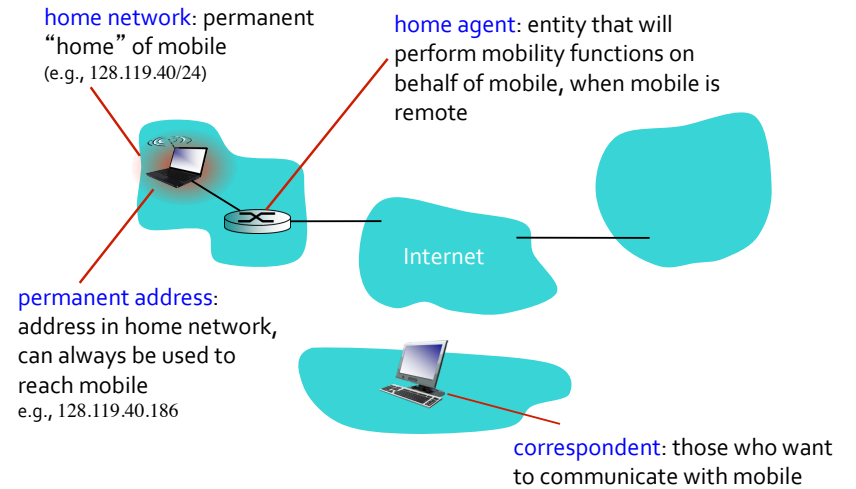 home network: permanent
“home” of mobile
(e.g., 128.119.40/24)
home agent: entity that will
perform mobility functions on
behalf of mobile, when mobile is
remote
Internet
permanent address:
address in home network,
can always be used to
reach mobile
e.g., 128.119.40.186
correspondent: those who want
to communicate with mobile